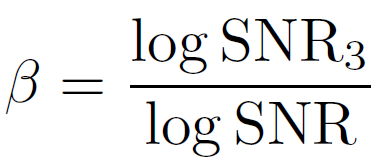 β = log SNR₃ / log SNR